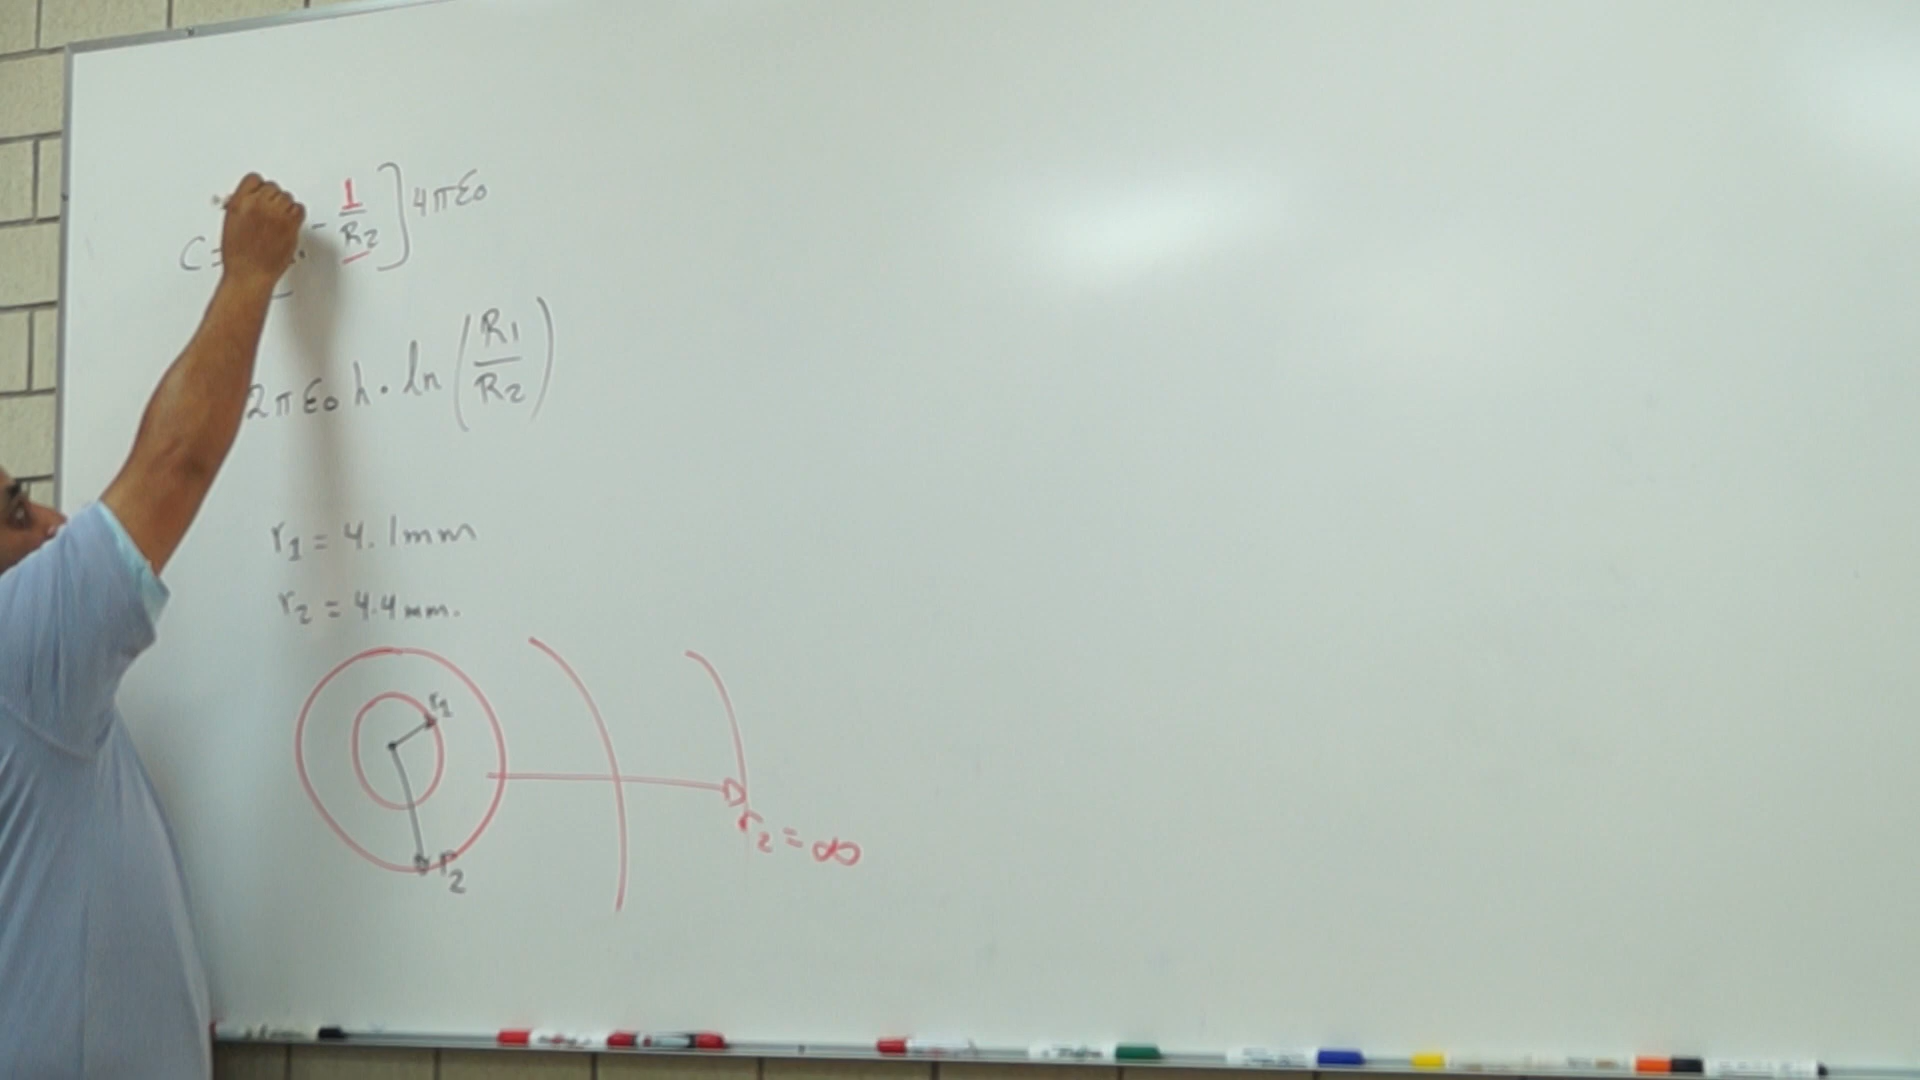 C= - 1/R2 ] 4πε0
2πε0 h · ln (R1/R2)
r1 = 4.1mm
r2 = 4.4mm.
r1
r2 = ∞
r2